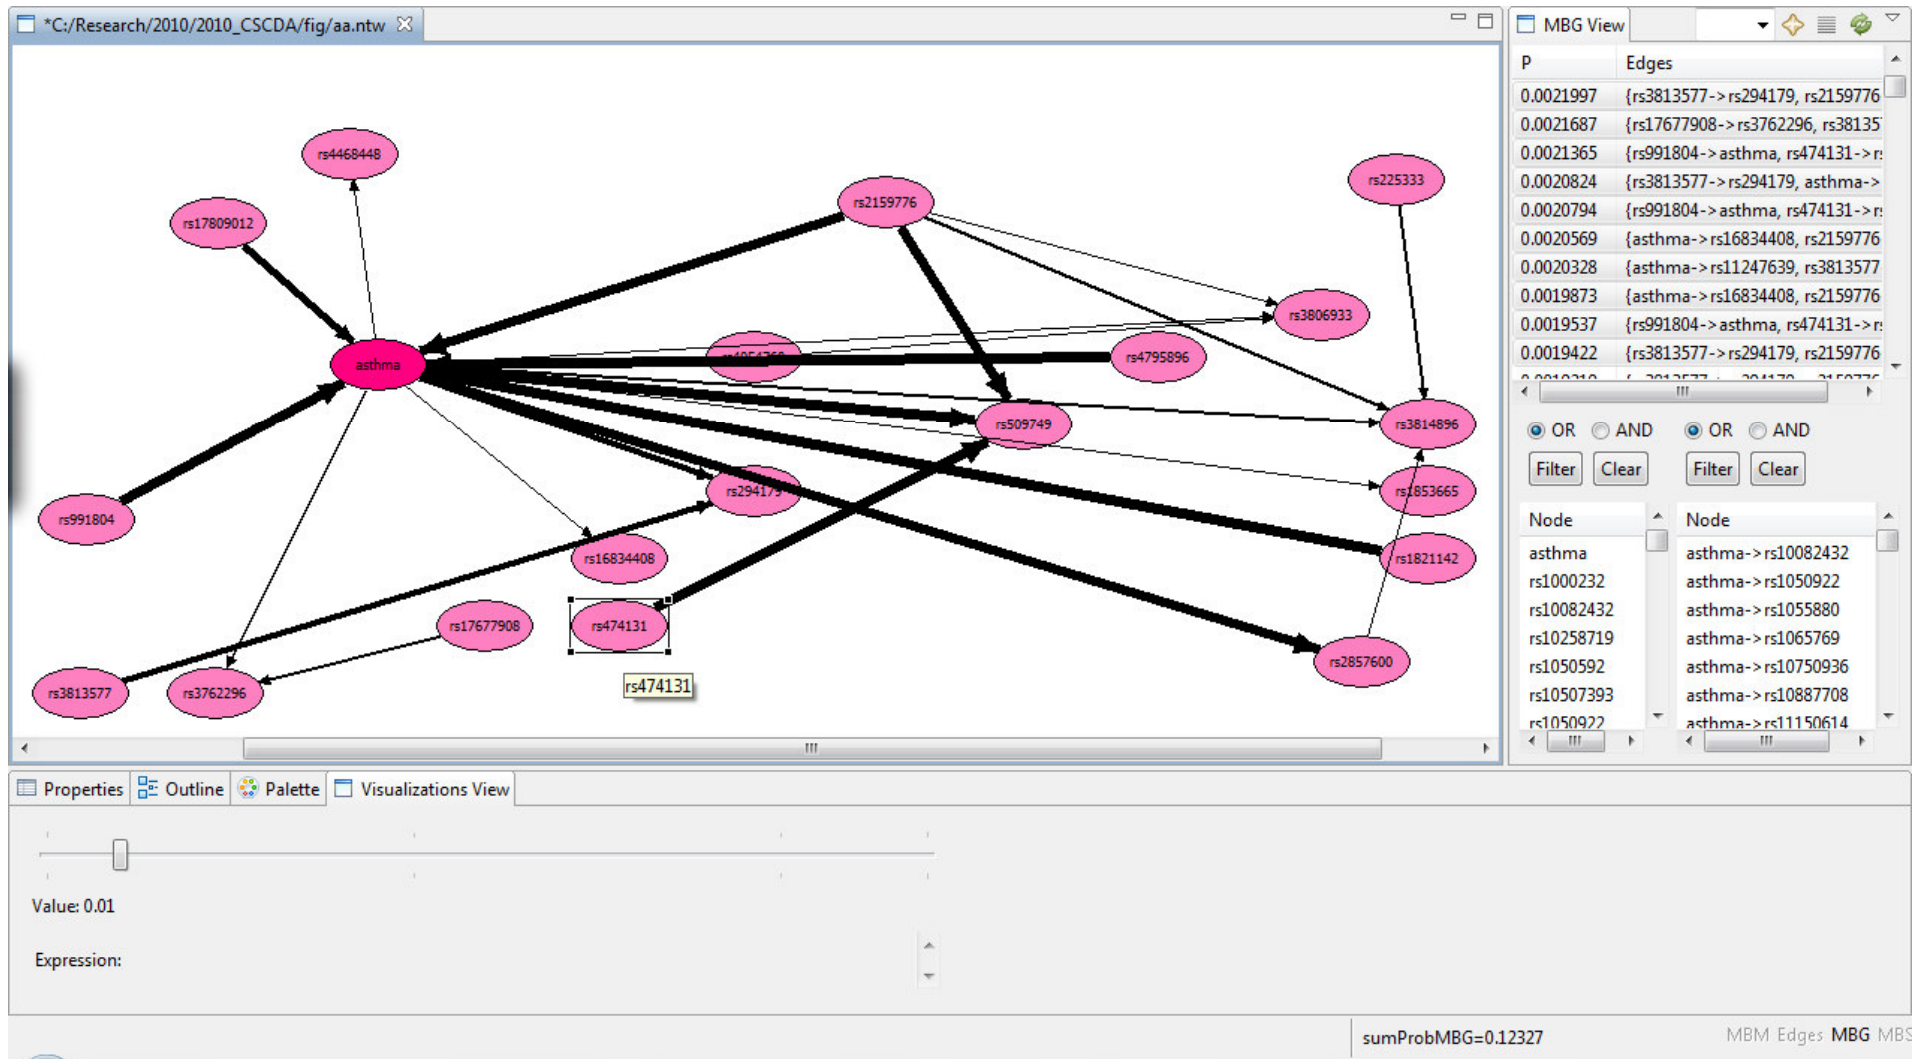 *C:/Research/2010/2010_CSCDA/fig/aa.ntw
rs4468448
rs17809012
rs2159776
rs225333
rs3806933
rs4795896
asthma
rs509749
rs3814896
rs294179
rs1853665
rs991804
rs16834408
rs1821142
rs17677908
rs474131
rs2857600
rs3813577
rs3762296
rs474131
MBG View
P Edges
0.0021997 {rs3813577->rs294179, rs2159776
0.0021687 {rs17677908->rs3762296, rs38135
0.0021365 {rs991804->asthma, rs474131->r
0.0020824 {rs3813577->rs294179, asthma->
0.0020794 {rs991804->asthma, rs474131->r
0.0020569 {asthma->rs16834408, rs2159776
0.0020328 {asthma->rs11247639, rs3813577
0.0019873 {asthma->rs16834408, rs2159776
0.0019537 {rs991804->asthma, rs474131->r
0.0019422 {rs3813577->rs294179, rs2159776
OR AND OR AND
Filter Clear Filter Clear
Node Node
asthma asthma->rs10082432
rs1000232 asthma->rs1050922
rs10082432 asthma->rs1055880
rs10258719 asthma->rs1065769
rs1050592 asthma->rs10750936
rs10507393 asthma->rs10887708
rs1050922 asthma->rs11150614
Properties Outline Palette Visualizations View
Value: 0.01
Expression:
sumProbMBG=0.12327 MBM Edges MBG MBS